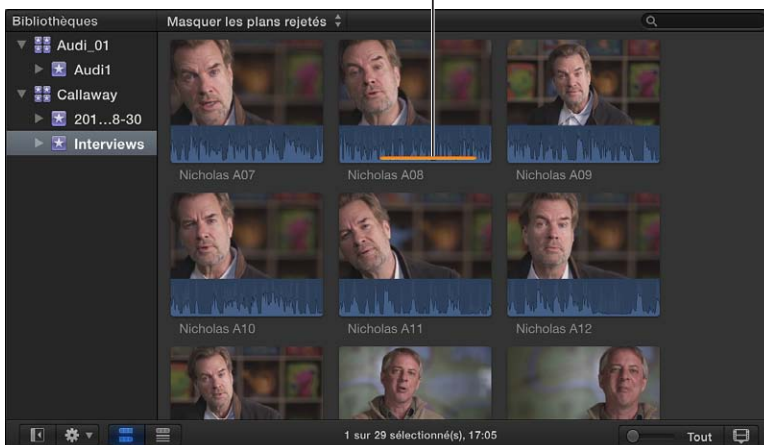 Bibliothèques
Masquer les plans rejetés
Audi_01
Audi1
Callaway
201...8-30
Interviews
Nicholas A07
Nicholas A08
Nicholas A09
Nicholas A10
Nicholas A11
Nicholas A12
1 sur 29 sélectionné(s), 17:05
Tout